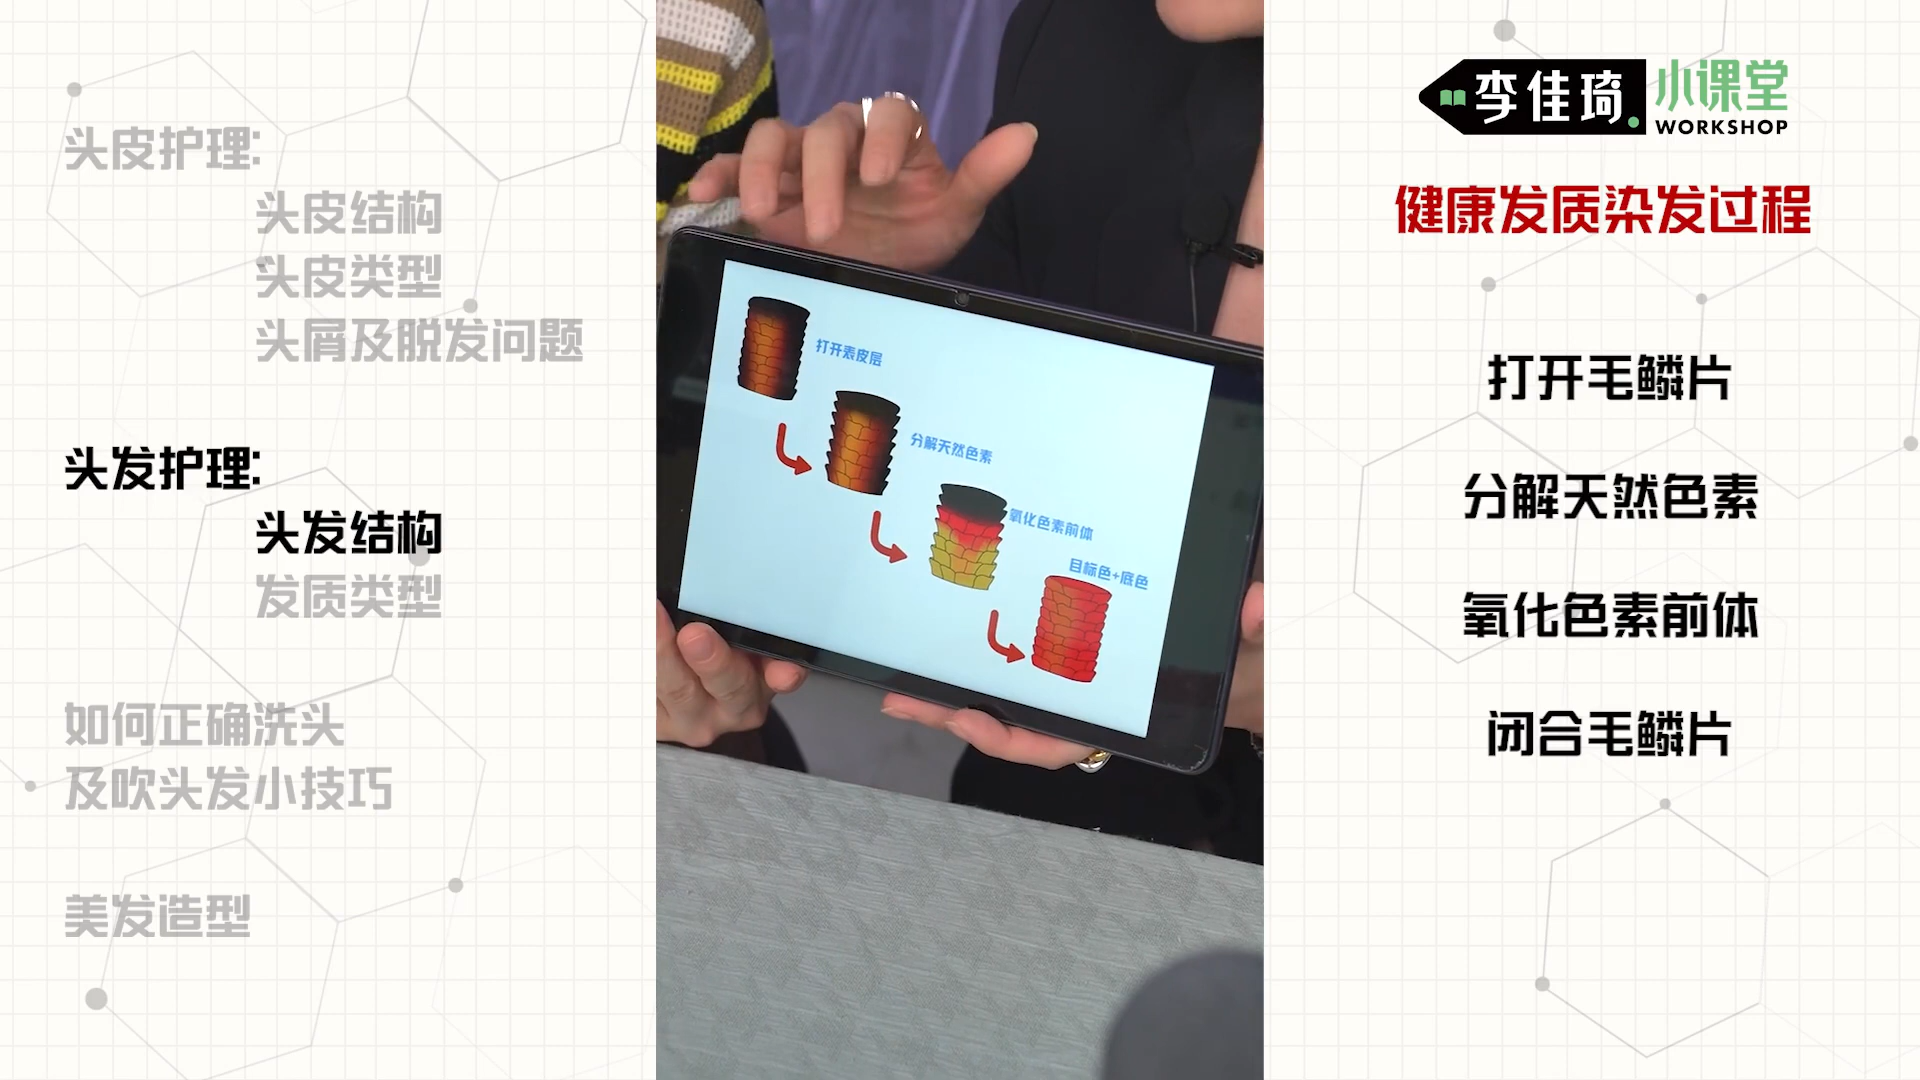 头皮护理:
头皮结构
头皮类型
头屑及脱发问题
头发护理:
头发结构
发质类型
如何正确洗头
及吹头发小技巧
美发造型
打开表皮层
分解天然色素
氧化色素前体
目标色+底色
李佳琦小课堂
WORKSHOP
健康发质染发过程
打开毛鳞片
分解天然色素
氧化色素前体
闭合毛鳞片